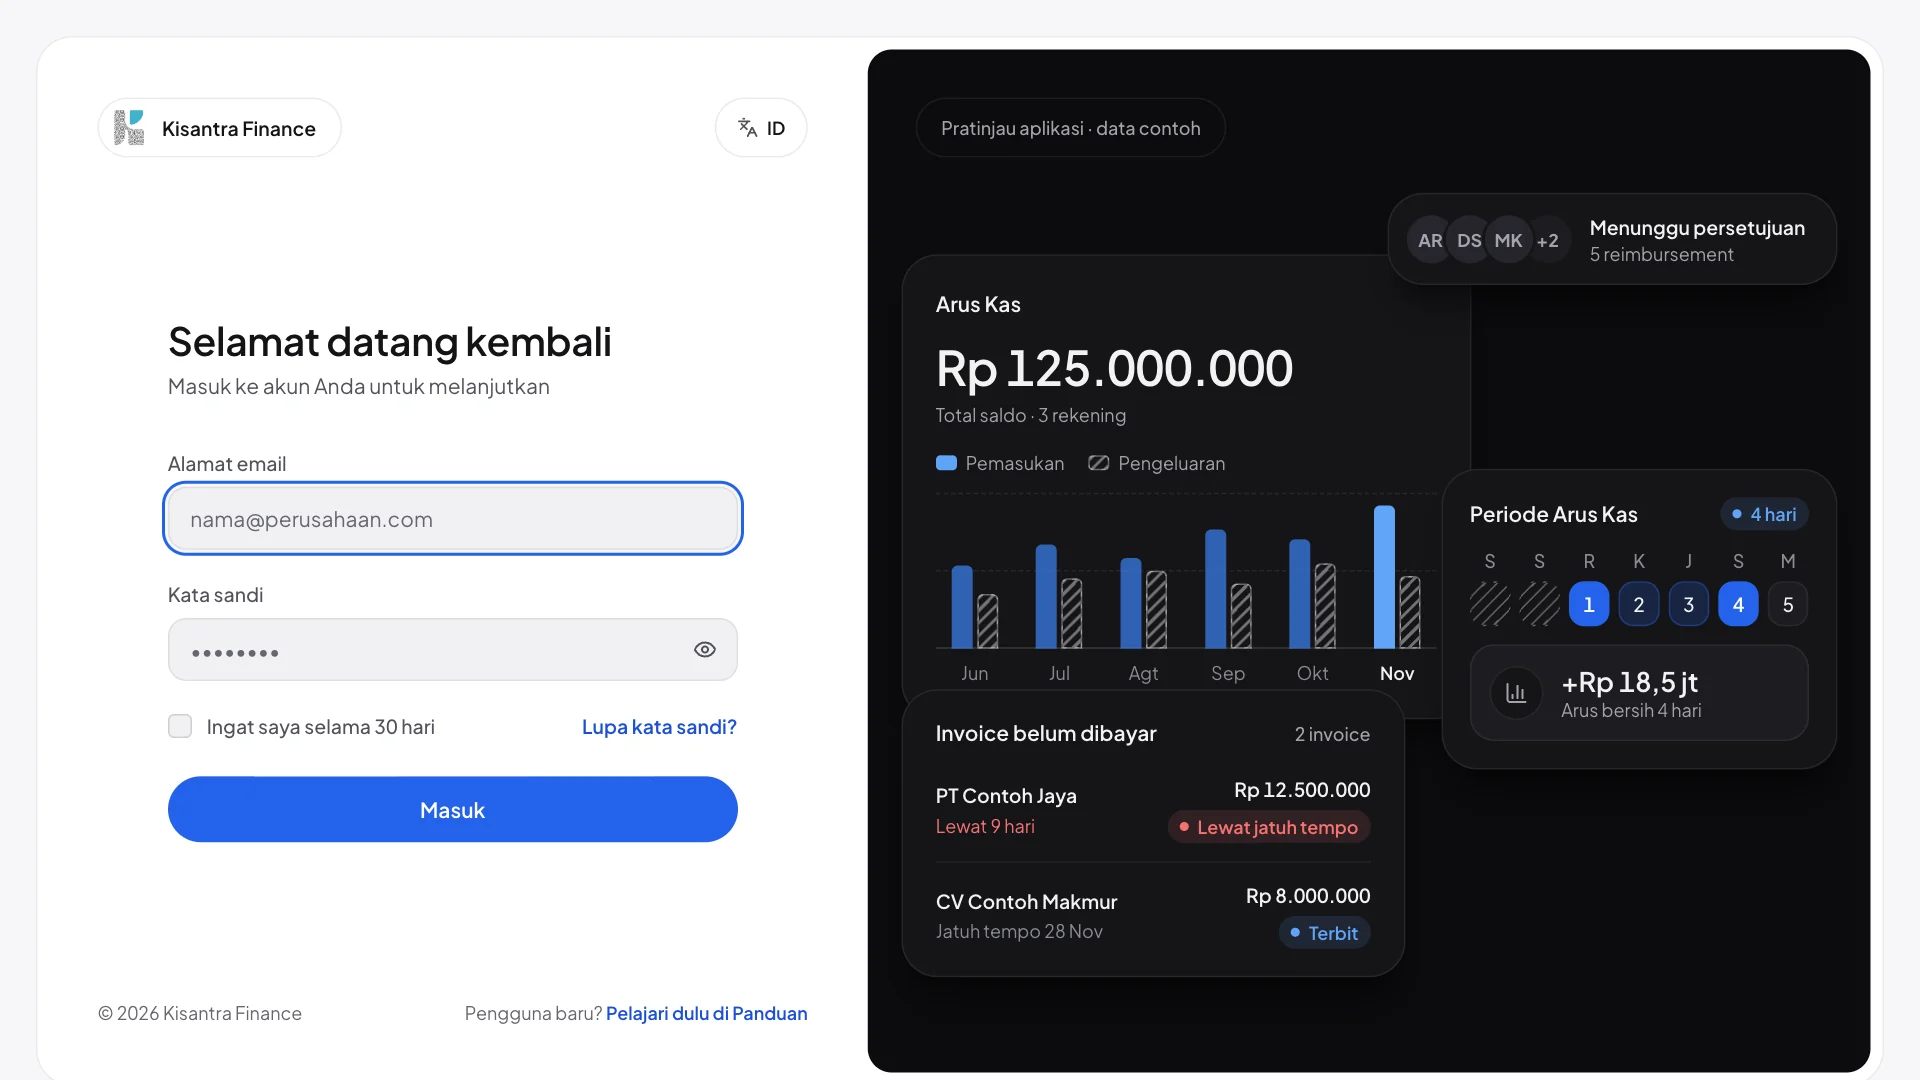 Kisantra Finance
ID
Selamat datang kembali
Masuk ke akun Anda untuk melanjutkan
Alamat email
nama@perusahaan.com
Kata sandi
••••••••
Ingat saya selama 30 hari
Lupa kata sandi?
Masuk
© 2026 Kisantra Finance
Pengguna baru? Pelajari dulu di Panduan
Pratinjau aplikasi · data contoh
AR DS MK +2
Menunggu persetujuan
5 reimbursement
Arus Kas
Rp 125.000.000
Total saldo · 3 rekening
Pemasukan
Pengeluaran
Jun Jul Agt Sep Okt Nov
Periode Arus Kas
4 hari
S S R K J S M
1 2 3 4 5
+Rp 18,5 jt
Arus bersih 4 hari
Invoice belum dibayar
2 invoice
PT Contoh Jaya
Rp 12.500.000
Lewat 9 hari
Lewat jatuh tempo
CV Contoh Makmur
Rp 8.000.000
Jatuh tempo 28 Nov
Terbit